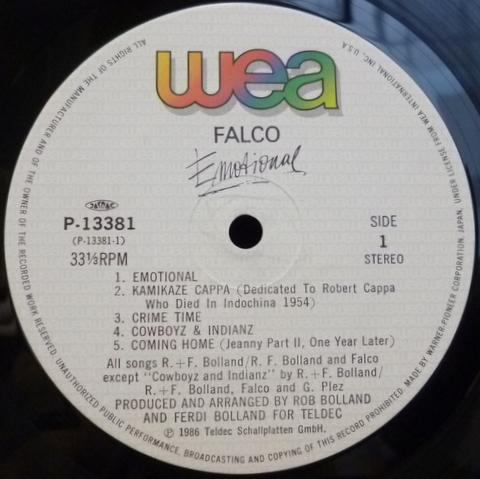 wea
FALCO
Emotional
JASRAC
P-13381
(P-13381-1)
33⅓RPM
SIDE
1
STEREO
1. EMOTIONAL
2. KAMIKAZE CAPPA (Dedicated To Robert Cappa
Who Died In Indochina 1954)
3. CRIME TIME
4. COWBOYZ & INDIANZ
5. COMING HOME (Jeanny Part II, One Year Later)
All songs R.+F. Bolland/R. F. Bolland and Falco
except "Cowboyz and Indianz" by R.+F. Bolland/
R.+F. Bolland, Falco and G. Plez
PRODUCED AND ARRANGED BY ROB BOLLAND
AND FERDI BOLLAND FOR TELDEC
Ⓟ 1986 Teldec Schallplatten GmbH.
ALL RIGHTS OF THE MANUFACTURER AND OF THE OWNER OF THE RECORDED WORK RESERVED. UNAUTHORIZED PUBLIC PERFORMANCE, BROADCASTING AND COPYING OF THIS RECORD PROHIBITED. MADE BY WARNER-PIONEER CORPORATION, JAPAN. UNDER LICENSE FROM WEA INTERNATIONAL INC., U.S.A